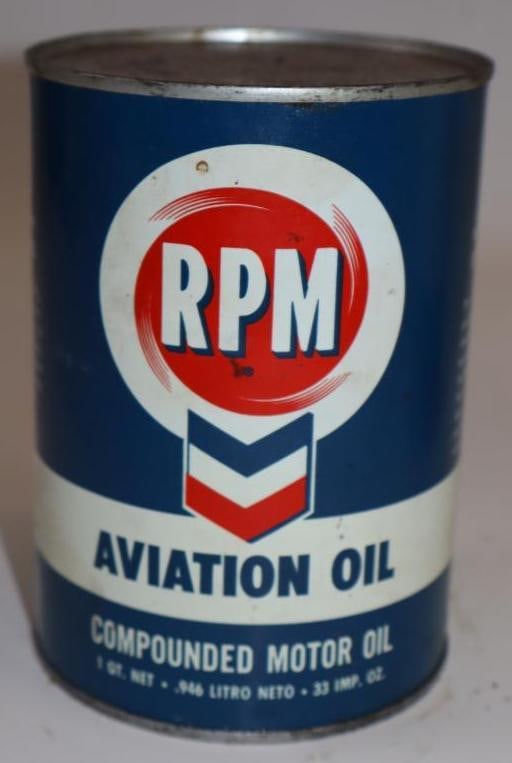 RPM
AVIATION OIL
COMPOUNDED MOTOR OIL
1 QT. NET • .946 LITRO NETO • 33 IMP. OZ.